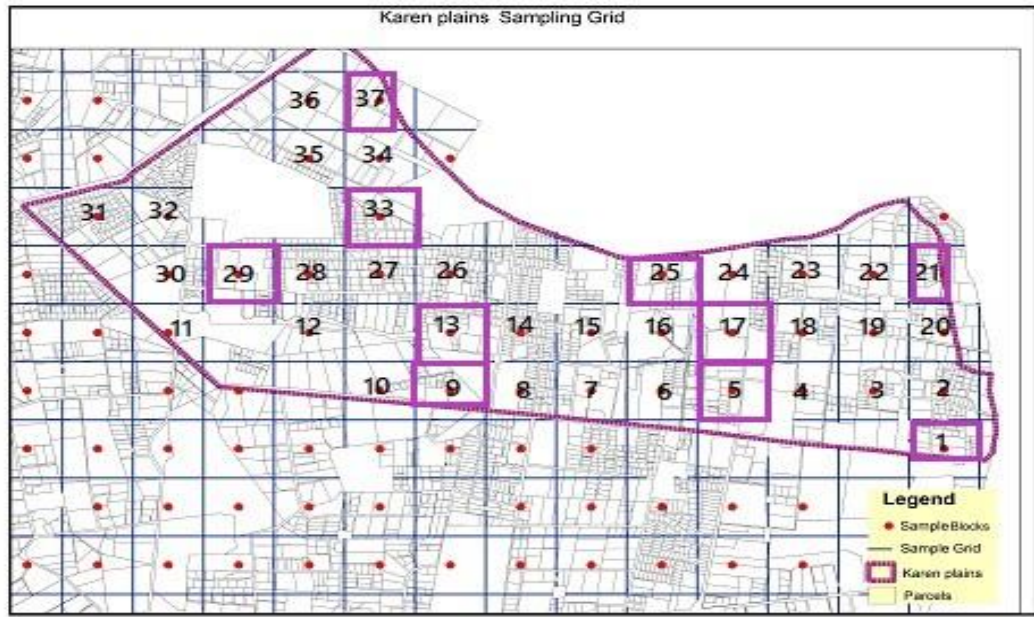 Karen plains Sampling Grid
36 37
35 34
31 32 33
30 29 28 27 26 25 24 23 22 21
11 12 13 14 15 16 17 18 19 20
10 9 8 7 6 5 4 3 2
1
Legend
Sample Blocks
Sample Grid
Karen plains
Parcels